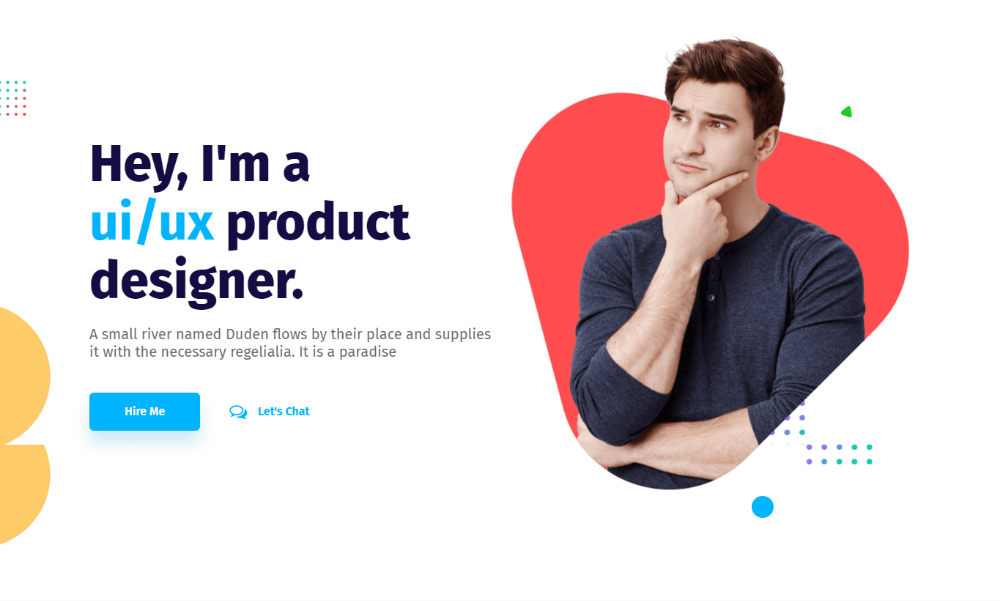 Hey, I'm a
ui/ux product
designer.
A small river named Duden flows by their place and supplies
it with the necessary regelialia. It is a paradise
Hire Me
Let's Chat